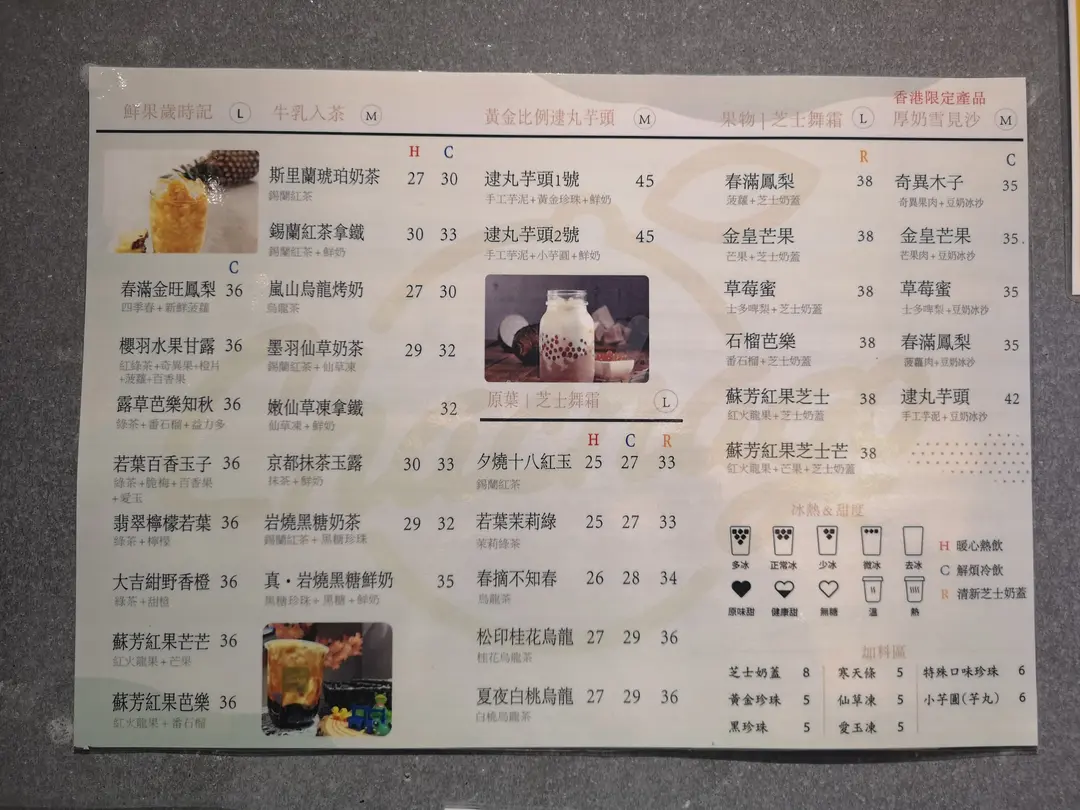 鮮果歲時記 L
C
春滿金旺鳳梨 36
四季春+新鮮菠蘿
櫻羽水果甘露 36
紅綠茶+奇異果+橙片
+菠蘿+百香果
露草芭樂知秋 36
綠茶+番石榴+益力多
若葉百香玉子 36
綠茶+脆梅+百香果
+愛玉
翡翠檸檬若葉 36
綠茶+檸檬
大吉紺野香橙 36
綠茶+甜橙
蘇芳紅果芒芒 36
紅火龍果+芒果
蘇芳紅果芭樂 36
紅火龍果+番石榴
牛乳入茶 M
H C
斯里蘭琥珀奶茶 27 30
錫蘭紅茶
錫蘭紅茶拿鐵 30 33
錫蘭紅茶+鮮奶
嵐山烏龍烤奶 27 30
烏龍茶
墨羽仙草奶茶 29 32
錫蘭紅茶+仙草凍
嫩仙草凍拿鐵 32
仙草凍+鮮奶
京都抹茶玉露 30 33
抹茶+鮮奶
岩燒黑糖奶茶 29 32
錫蘭紅茶+黑糖珍珠
真・岩燒黑糖鮮奶 35
黑糖珍珠+黑糖+鮮奶
黃金比例逮丸芋頭 M
逮丸芋頭1號 45
手工芋泥+黃金珍珠+鮮奶
逮丸芋頭2號 45
手工芋泥+小芋圓+鮮奶
原葉|芝士舞霜 L
H C R
夕燒十八紅玉 25 27 33
錫蘭紅茶
若葉茉莉綠 25 27 33
茉莉綠茶
春摘不知春 26 28 34
烏龍茶
松印桂花烏龍 27 29 36
桂花烏龍茶
夏夜白桃烏龍 27 29 36
白桃烏龍茶
果物|芝士舞霜 L
R
春滿鳳梨 38
菠蘿+芝士奶蓋
金皇芒果 38
芒果+芝士奶蓋
草莓蜜 38
士多啤梨+芝士奶蓋
石榴芭樂 38
番石榴+芝士奶蓋
蘇芳紅果芝士 38
紅火龍果+芝士奶蓋
蘇芳紅果芝士芒 38
紅火龍果+芒果+芝士奶蓋
香港限定產品
厚奶雪見沙 M
C
奇異木子 35
奇異果肉+豆奶冰沙
金皇芒果 35
芒果肉+豆奶冰沙
草莓蜜 35
士多啤梨+豆奶冰沙
春滿鳳梨 35
菠蘿肉+豆奶冰沙
逮丸芋頭 42
手工芋泥+豆奶冰沙
冰熱&甜度
多冰 正常冰 少冰 微冰 去冰
原味甜 健康甜 無糖 溫 熱
H 暖心熱飲
C 解煩冷飲
R 清新芝士奶蓋
加料區
芝士奶蓋 8 寒天條 5 特殊口味珍珠 6
黃金珍珠 5 仙草凍 5 小芋圓(芋丸) 6
黑珍珠 5 愛玉凍 5